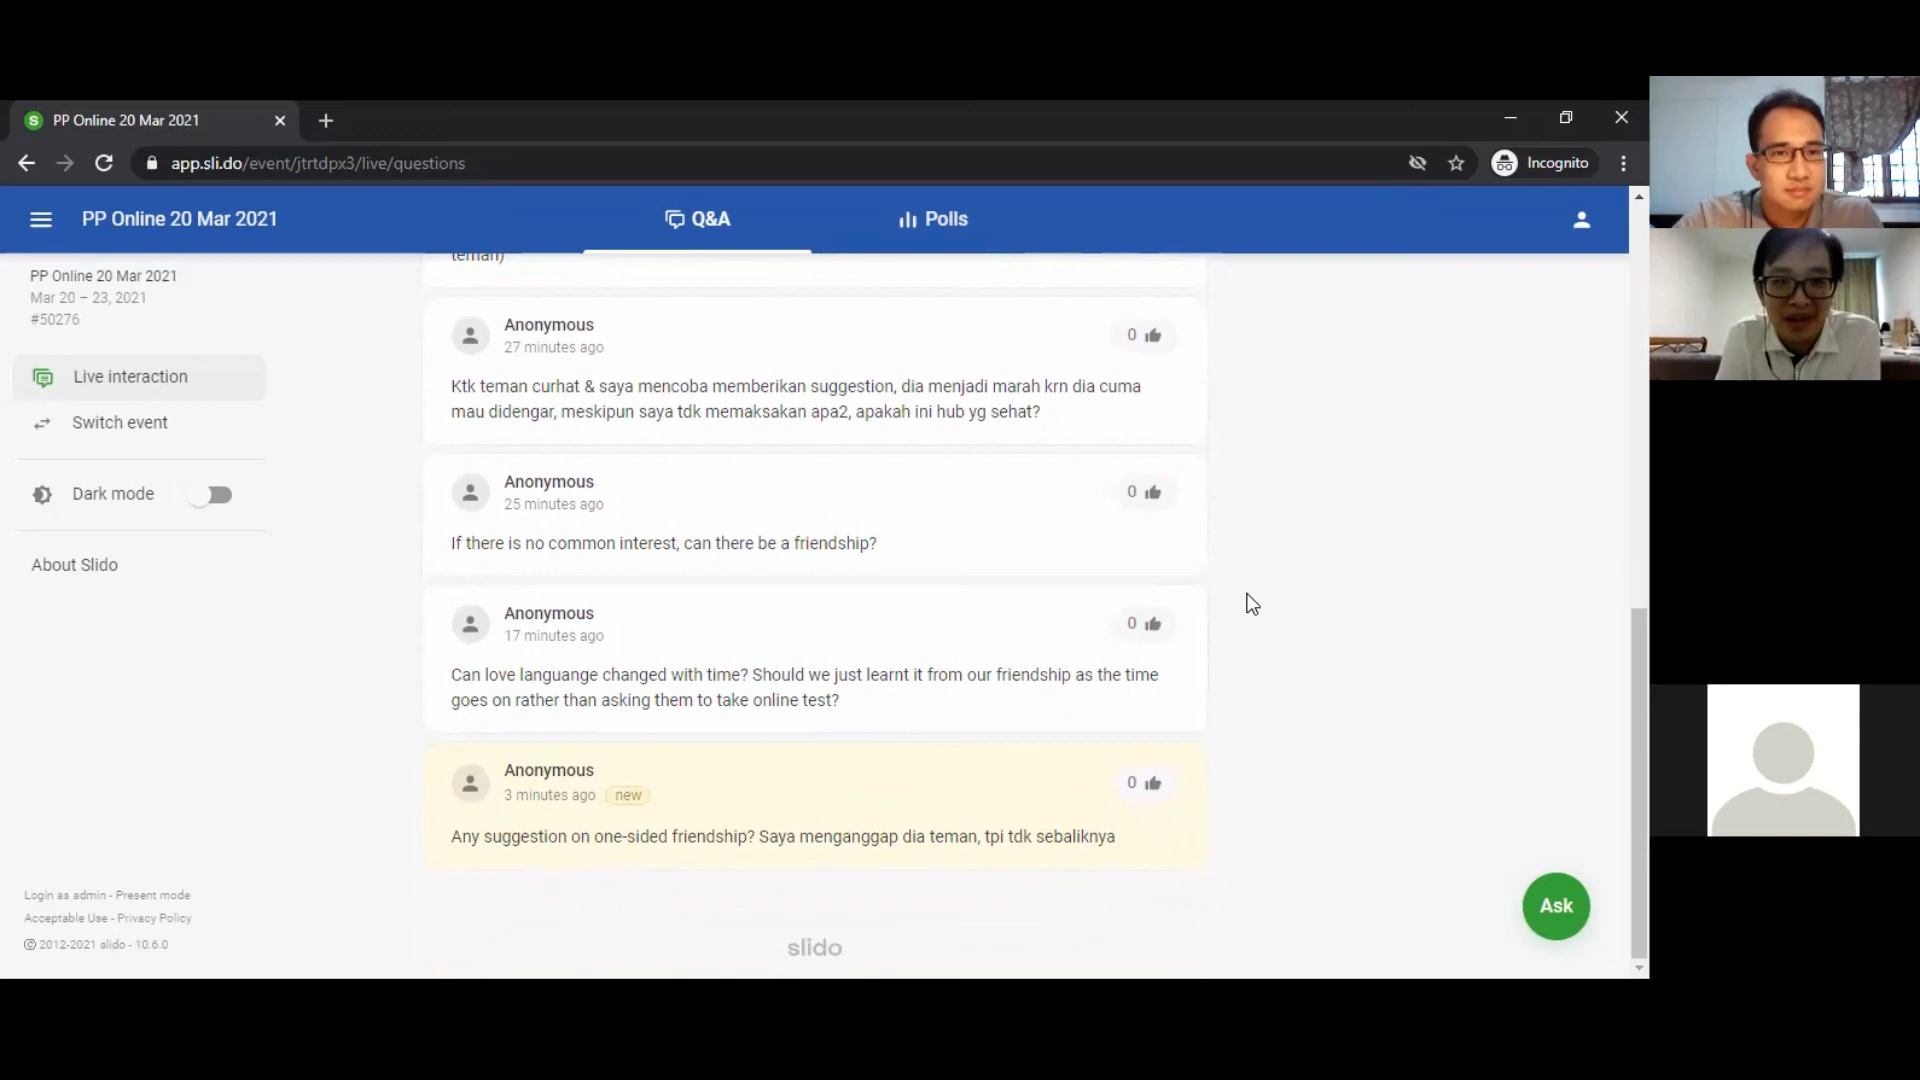 PP Online 20 Mar 2021
app.sli.do/event/jtrtdpx3/live/questions
Incognito
PP Online 20 Mar 2021
Q&A
Polls
PP Online 20 Mar 2021
Mar 20 – 23, 2021
#50276
Live interaction
Switch event
Dark mode
About Slido
Login as admin - Present mode
Acceptable Use - Privacy Policy
© 2012-2021 slido - 10.6.0
teman)
Anonymous
27 minutes ago
0
Ktk teman curhat & saya mencoba memberikan suggestion, dia menjadi marah krn dia cuma
mau didengar, meskipun saya tdk memaksakan apa2, apakah ini hub yg sehat?
Anonymous
25 minutes ago
0
If there is no common interest, can there be a friendship?
Anonymous
17 minutes ago
0
Can love languange changed with time? Should we just learnt it from our friendship as the time
goes on rather than asking them to take online test?
Anonymous
3 minutes ago new
0
Any suggestion on one-sided friendship? Saya menganggap dia teman, tpi tdk sebaliknya
Ask
slido